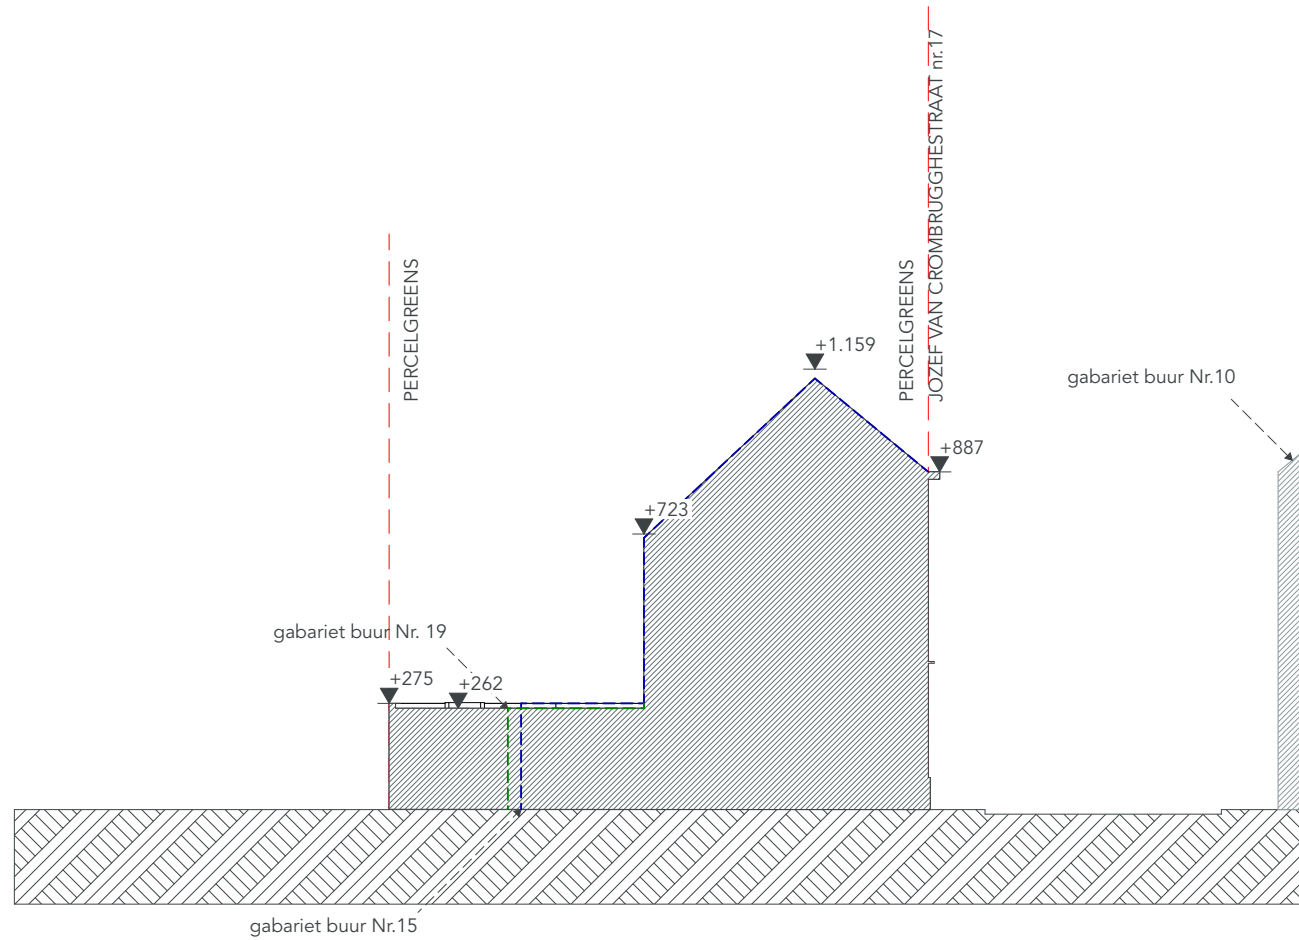 JOZEF VAN CROMBRUGGHESTRAAT nr.17
PERCELGREENS
PERCELGREENS
+1.159
gabariet buur Nr.10
+887
+723
gabariet buur Nr. 19
+275
+262
gabariet buur Nr.15